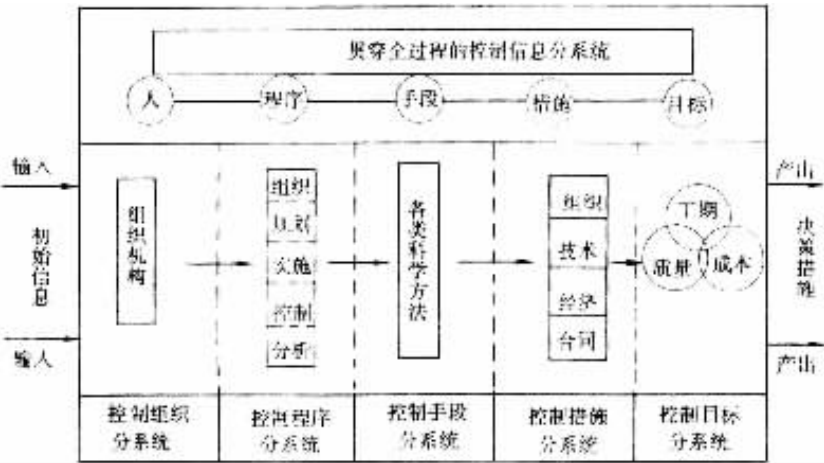 贯穿全过程的控制信息分系统
人 程序 手段 措施 目标
输入
初始信息
输入
组织机构
组织
规划
实施
控制
分析
各类科学方法
组织
技术
经济
合同
工期
质量
成本
产出
决策措施
产出
控制组织
分系统
控制程序
分系统
控制手段
分系统
控制措施
分系统
控制目标
分系统